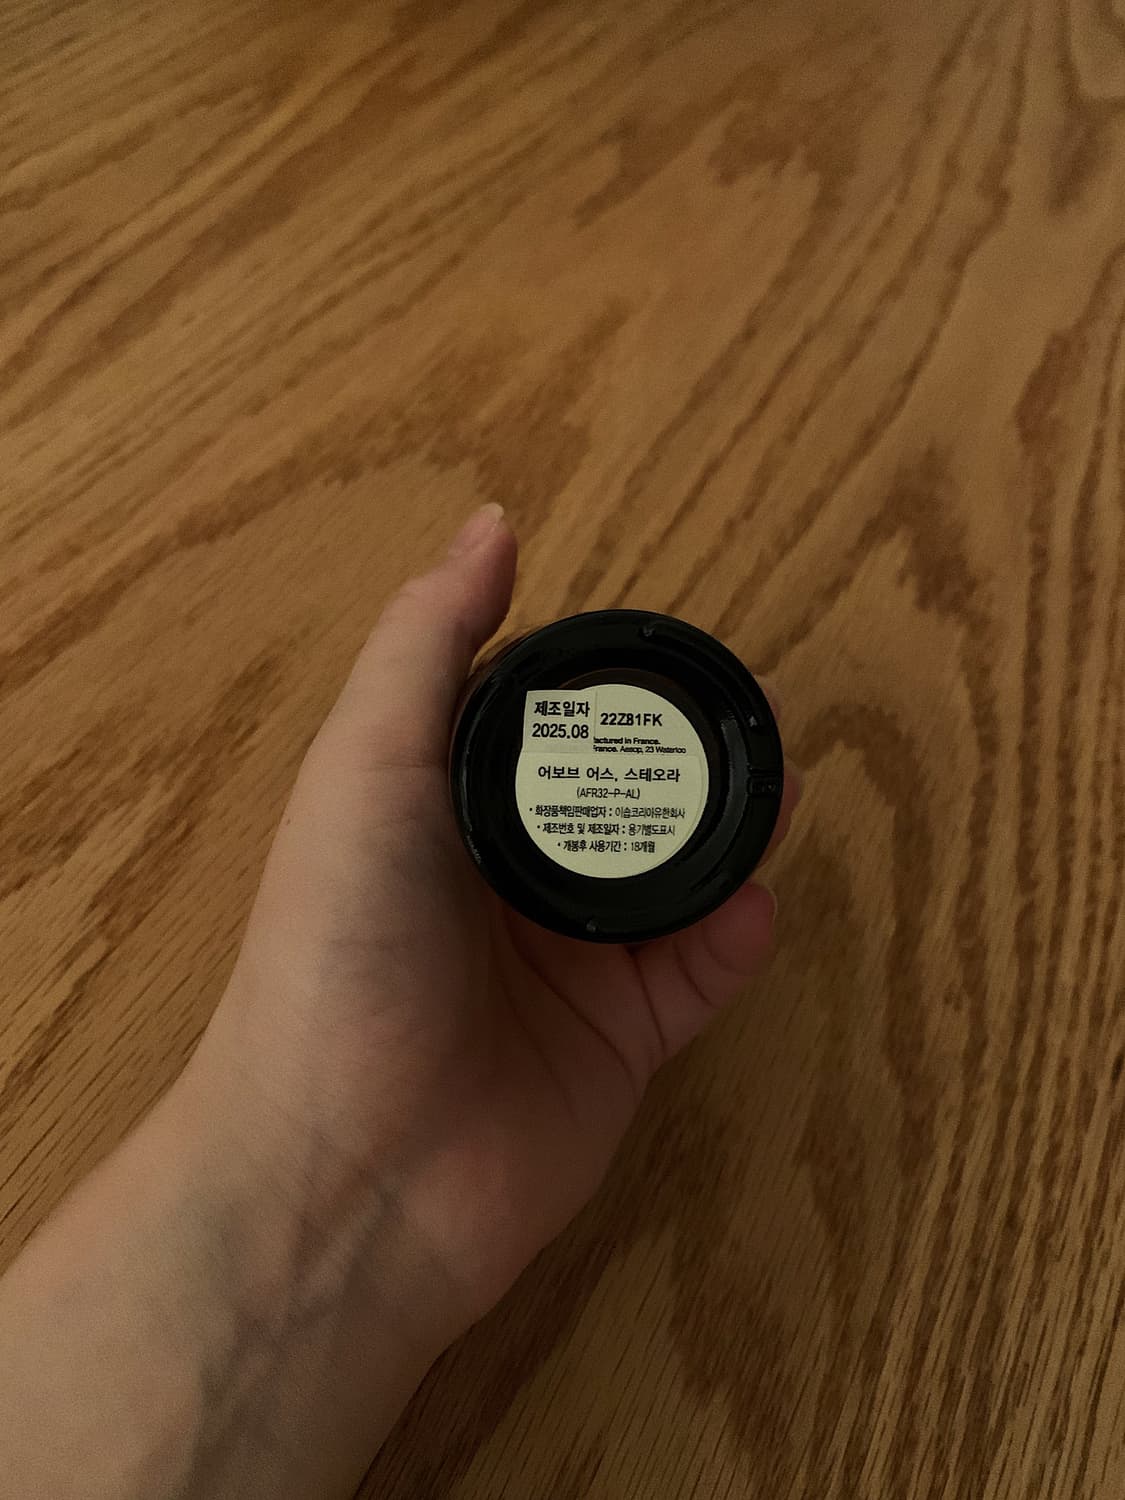 제조일자
2025.08
22Z81FK
actured in France.
France. Aesop, 23 Waterloo
어보브 어스, 스테오라
(AFR32-P-AL)
• 화장품책임판매업자 : 이솝코리아유한회사
• 제조번호 및 제조일자 : 용기별도표시
• 개봉후 사용기간 : 18개월